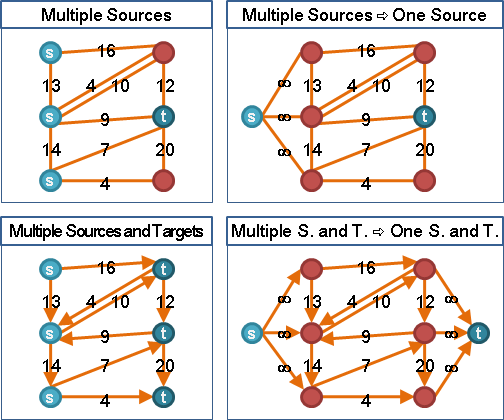 Multiple Sources
s 16
13 4 10 12
s 9 t
14 7 20
s 4
Multiple Sources ⇨ One Source
16
∞ 13 4 10 12
s ∞ 9 t
∞ 14 7 20
4
Multiple Sources and Targets
s 16 t
13 4 10 12
s 9 t
14 7 20
s 4 t
Multiple S. and T. ⇨ One S. and T.
16
∞ 13 4 10 12 ∞
s ∞ 9 ∞ t
∞ 14 7 20 ∞
4